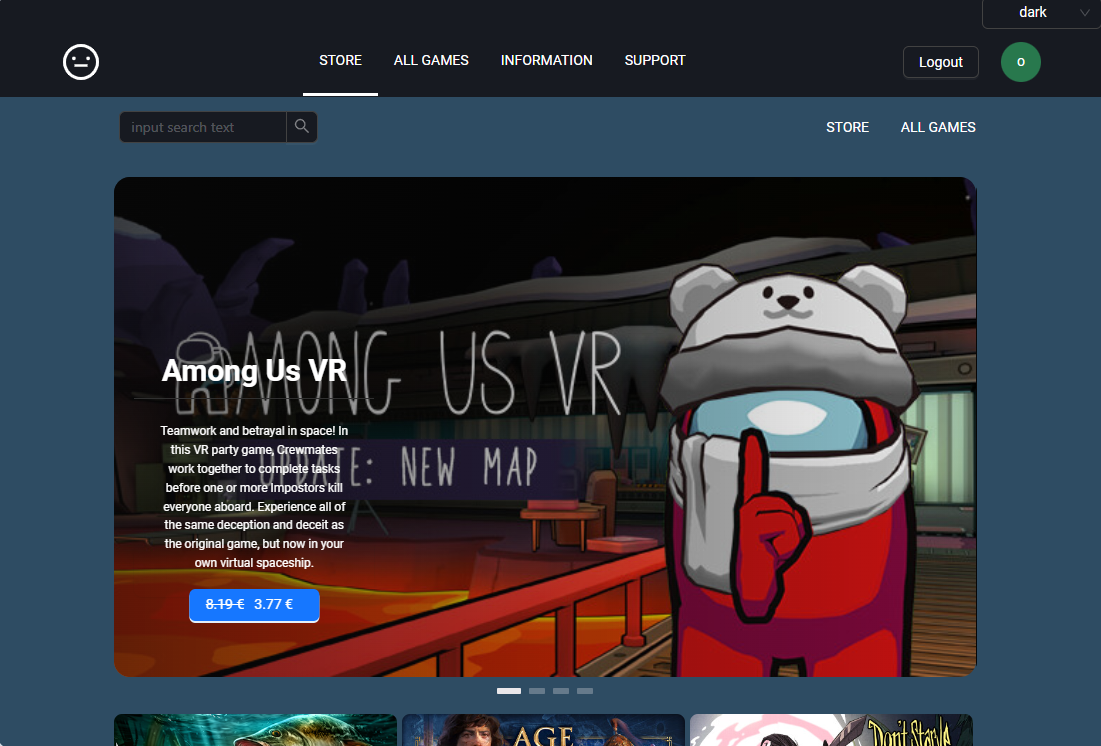 dark
STORE ALL GAMES INFORMATION SUPPORT Logout o
input search text STORE ALL GAMES
AMONG US VR
UPDATE: NEW MAP
Among Us VR
Teamwork and betrayal in space! In
this VR party game, Crewmates
work together to complete tasks
before one or more Impostors kill
everyone aboard. Experience all of
the same deception and deceit as
the original game, but now in your
own virtual spaceship.
8.19 € 3.77 €
AGE
Don't Starve